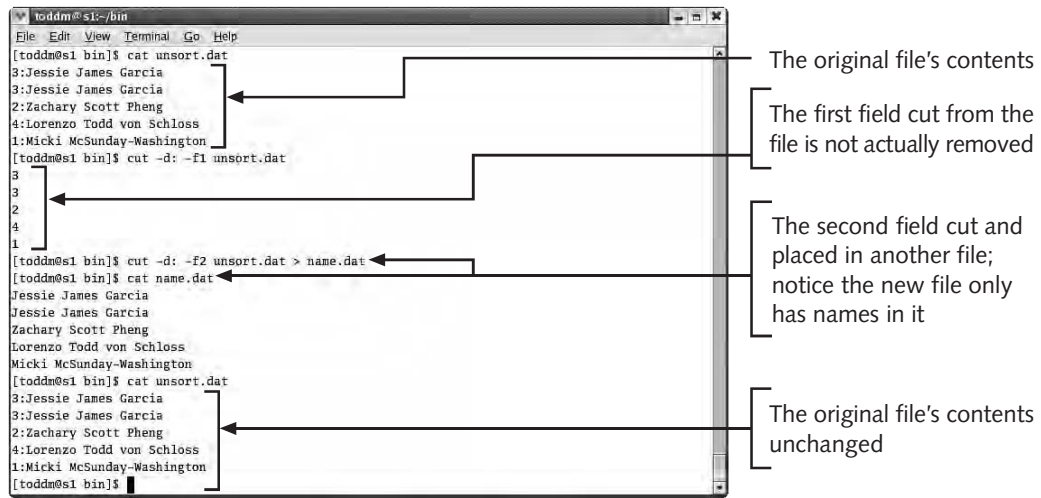 toddm@s1:~/bin
File Edit View Terminal Go Help
[toddm@s1 bin]$ cat unsort.dat
3:Jessie James Garcia
3:Jessie James Garcia
2:Zachary Scott Pheng
4:Lorenzo Todd von Schloss
1:Micki McSunday-Washington
[toddm@s1 bin]$ cut -d: -f1 unsort.dat
3
3
2
4
1
[toddm@s1 bin]$ cut -d: -f2 unsort.dat > name.dat
[toddm@s1 bin]$ cat name.dat
Jessie James Garcia
Jessie James Garcia
Zachary Scott Pheng
Lorenzo Todd von Schloss
Micki McSunday-Washington
[toddm@s1 bin]$ cat unsort.dat
3:Jessie James Garcia
3:Jessie James Garcia
2:Zachary Scott Pheng
4:Lorenzo Todd von Schloss
1:Micki McSunday-Washington
[toddm@s1 bin]$
The original file's contents
The first field cut from the
file is not actually removed
The second field cut and
placed in another file;
notice the new file only
has names in it
The original file's contents
unchanged